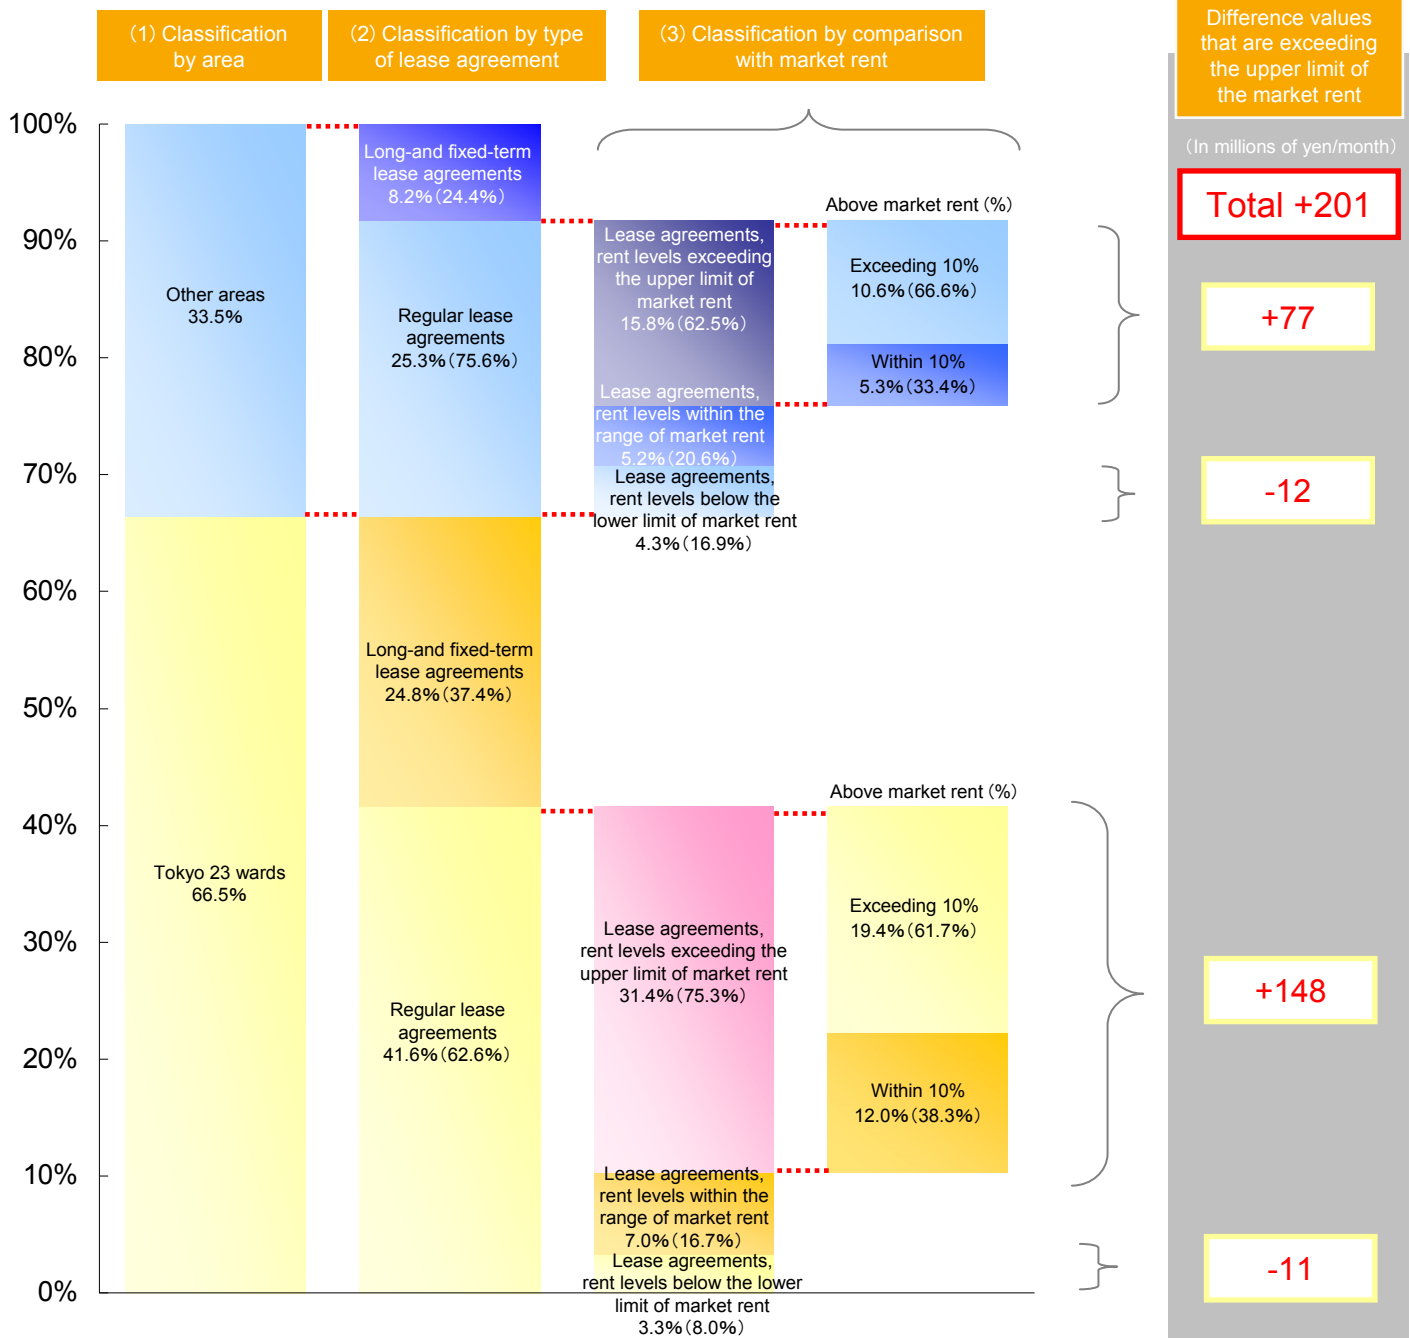 (1) Classification
by area
(2) Classification by type
of lease agreement
(3) Classification by comparison
with market rent
Difference values
that are exceeding
the upper limit of
the market rent
(In millions of yen/month)
Total +201
100%
90%
80%
70%
60%
50%
40%
30%
20%
10%
0%
Other areas
33.5%
Tokyo 23 wards
66.5%
Long-and fixed-term
lease agreements
8.2%(24.4%)
Regular lease
agreements
25.3%(75.6%)
Long-and fixed-term
lease agreements
24.8%(37.4%)
Regular lease
agreements
41.6%(62.6%)
Lease agreements,
rent levels exceeding
the upper limit of
market rent
15.8%(62.5%)
Lease agreements,
rent levels within the
range of market rent
5.2%(20.6%)
Lease agreements,
rent levels below the
lower limit of market rent
4.3%(16.9%)
Above market rent (%)
Exceeding 10%
10.6%(66.6%)
Within 10%
5.3%(33.4%)
+77
-12
Lease agreements,
rent levels exceeding the
upper limit of market rent
31.4%(75.3%)
Lease agreements,
rent levels within the
range of market rent
7.0%(16.7%)
Lease agreements,
rent levels below the lower
limit of market rent
3.3%(8.0%)
Above market rent (%)
Exceeding 10%
19.4%(61.7%)
Within 10%
12.0%(38.3%)
+148
-11